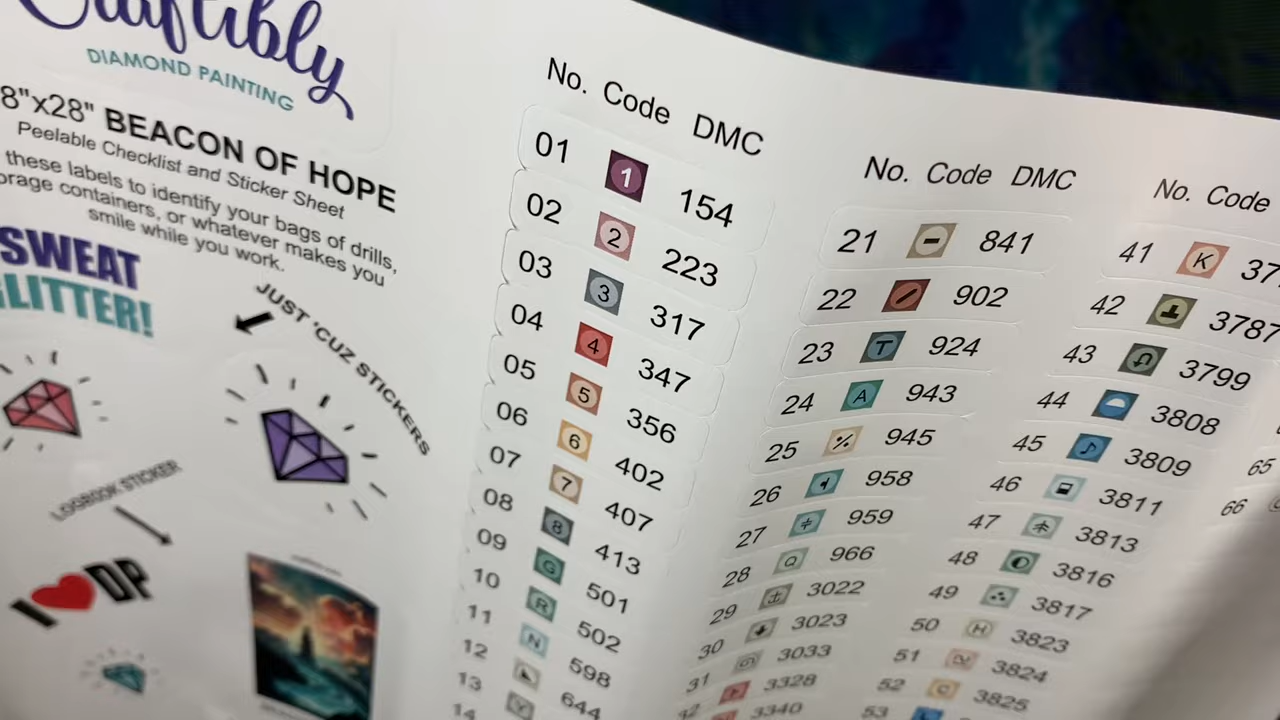 Craftibly
DIAMOND PAINTING
8"x28" BEACON OF HOPE
Peelable Checklist and Sticker Sheet
these labels to identify your bags of drills,
orage containers, or whatever makes you
smile while you work.
SWEAT
GLITTER!
JUST 'CUZ STICKERS
LOGBOOK STICKER
I ❤ DP
No. Code DMC
01 1 154
02 2 223
03 3 317
04 4 347
05 5 356
06 6 402
07 7 407
08 8 413
09 G 501
10 R 502
11 N 598
12 644
13 Y
14
No. Code DMC
21 − 841
22 902
23 T 924
24 A 943
25 % 945
26 958
27 959
28 Q 966
29 3022
30 3023
31 3033
3328
3340
No. Code
41 K 37
42 3787
43 3799
44 3808
45 ♪ 3809
46 3811
47 3813
48 3816
49 3817
50 H 3823
51 3824
52 C 3825
53
65
66